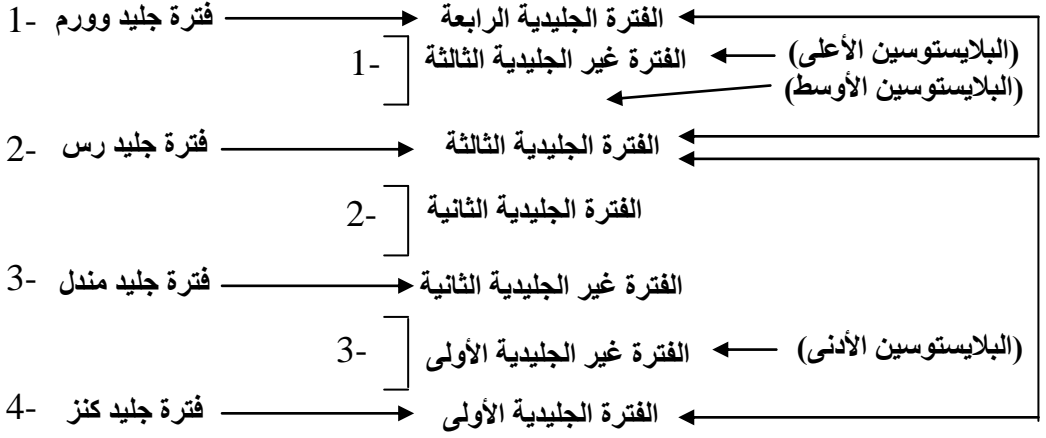 1- فترة جليد وورم الفترة الجليدية الرابعة
1- الفترة غير الجليدية الثالثة (البلايستوسين الأعلى)
(البلايستوسين الأوسط)
2- فترة جليد رس الفترة الجليدية الثالثة
2- الفترة الجليدية الثانية
3- فترة جليد مندل الفترة غير الجليدية الثانية
3- الفترة غير الجليدية الأولى (البلايستوسين الأدنى)
4- فترة جليد كنز الفترة الجليدية الأولى